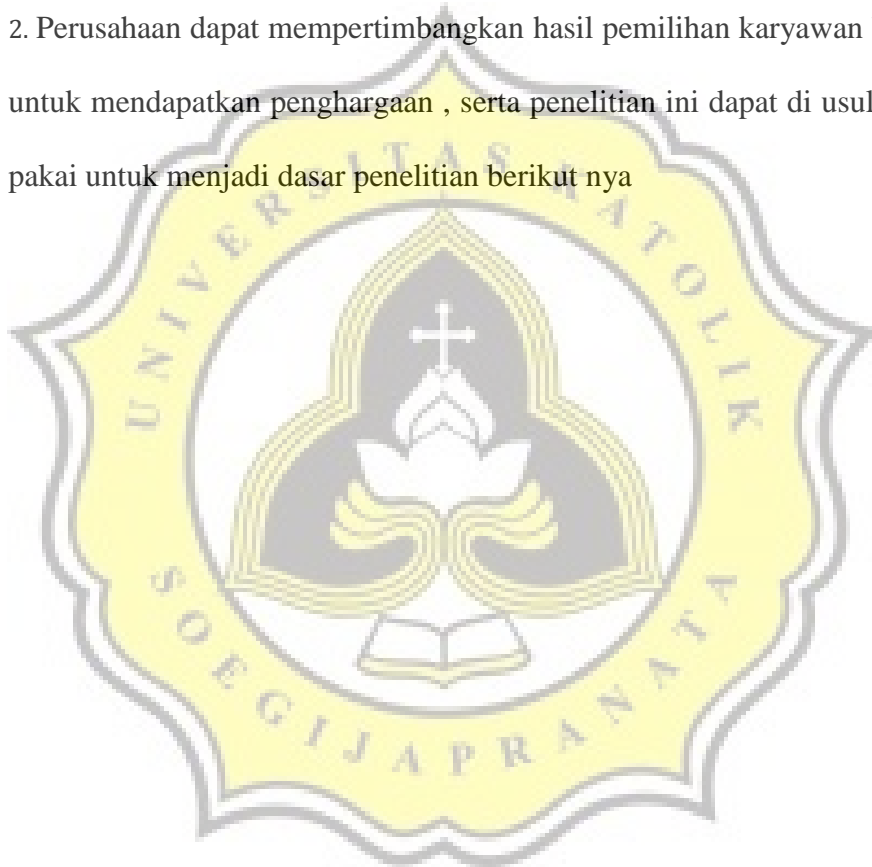 2. Perusahaan dapat mempertimbangkan hasil pemilihan karyawan
untuk mendapatkan penghargaan , serta penelitian ini dapat di usul
pakai untuk menjadi dasar penelitian berikut nya
UNIVERSITAS KATOLIK
SOEGIJAPRANATA